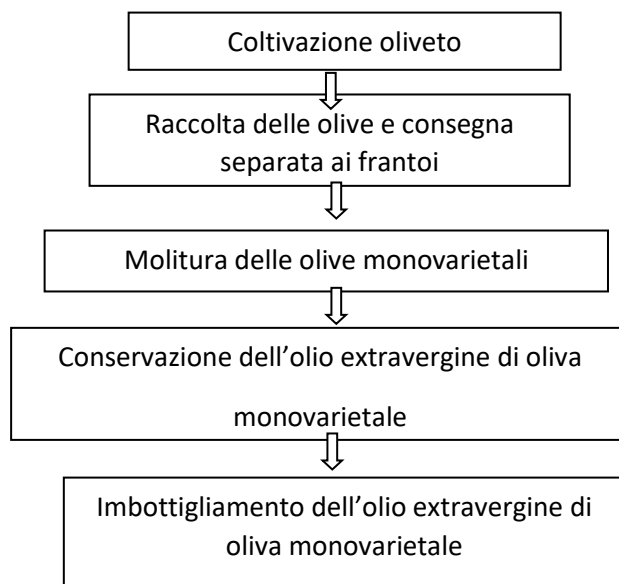 Coltivazione oliveto
Raccolta delle olive e consegna
separata ai frantoi
Molitura delle olive monovarietali
Conservazione dell’olio extravergine di oliva
monovarietale
Imbottigliamento dell’olio extravergine di
oliva monovarietale